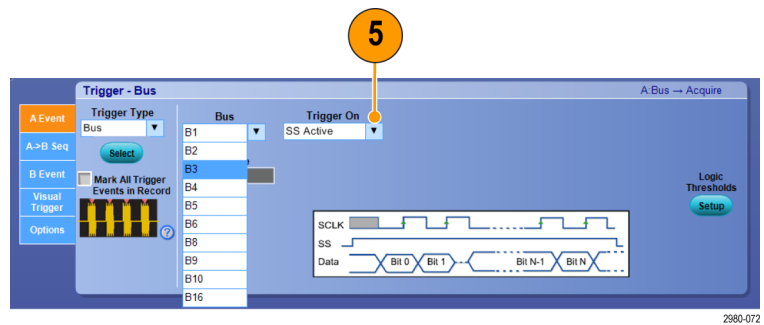 5
Trigger - Bus
A:Bus → Acquire
A Event
A->B Seq
B Event
Visual
Trigger
Options
Trigger Type
Bus
Select
Mark All Trigger
Events in Record
?
Bus
B1
B2
B3
B4
B5
B6
B8
B9
B10
B16
Trigger On
SS Active
SCLK
SS
Data
Bit 0
Bit 1
Bit N-1
Bit N
Logic
Thresholds
Setup
2980-072